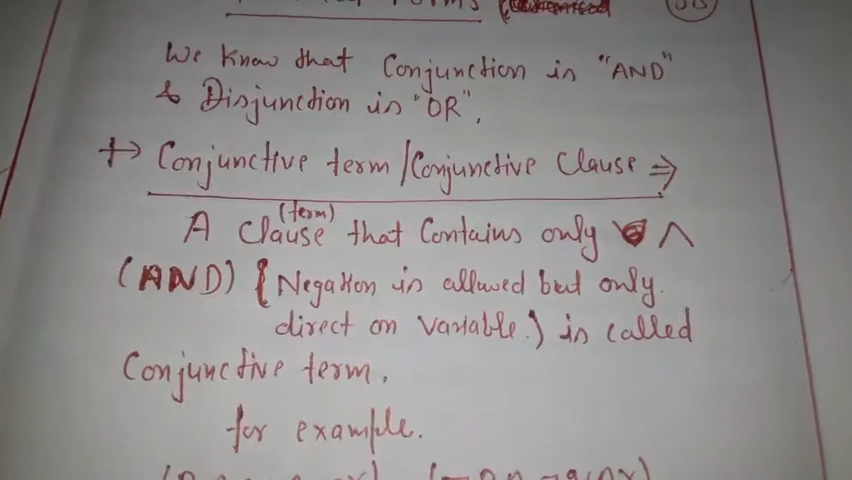 We know that Conjunction is "AND"
& Disjunction is "OR".
Conjunctive term/Conjunctive Clause ⇒
(term)
A clause that Contains only ∧
(AND) {Negation is allowed but only
direct on variable.) is called
Conjunctive term.
for example.